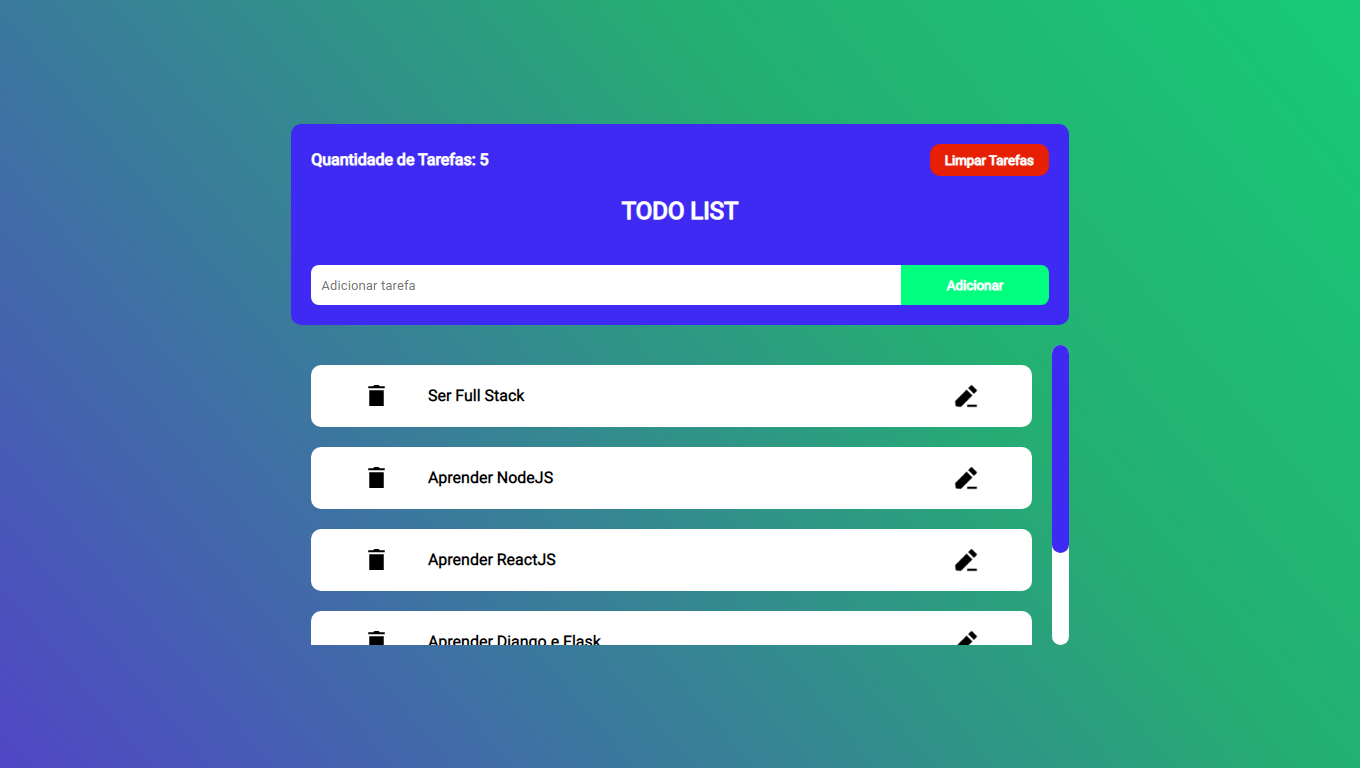 Quantidade de Tarefas: 5
Limpar Tarefas
TODO LIST
Adicionar tarefa
Adicionar
Ser Full Stack
Aprender NodeJS
Aprender ReactJS
Aprender Django e Flask